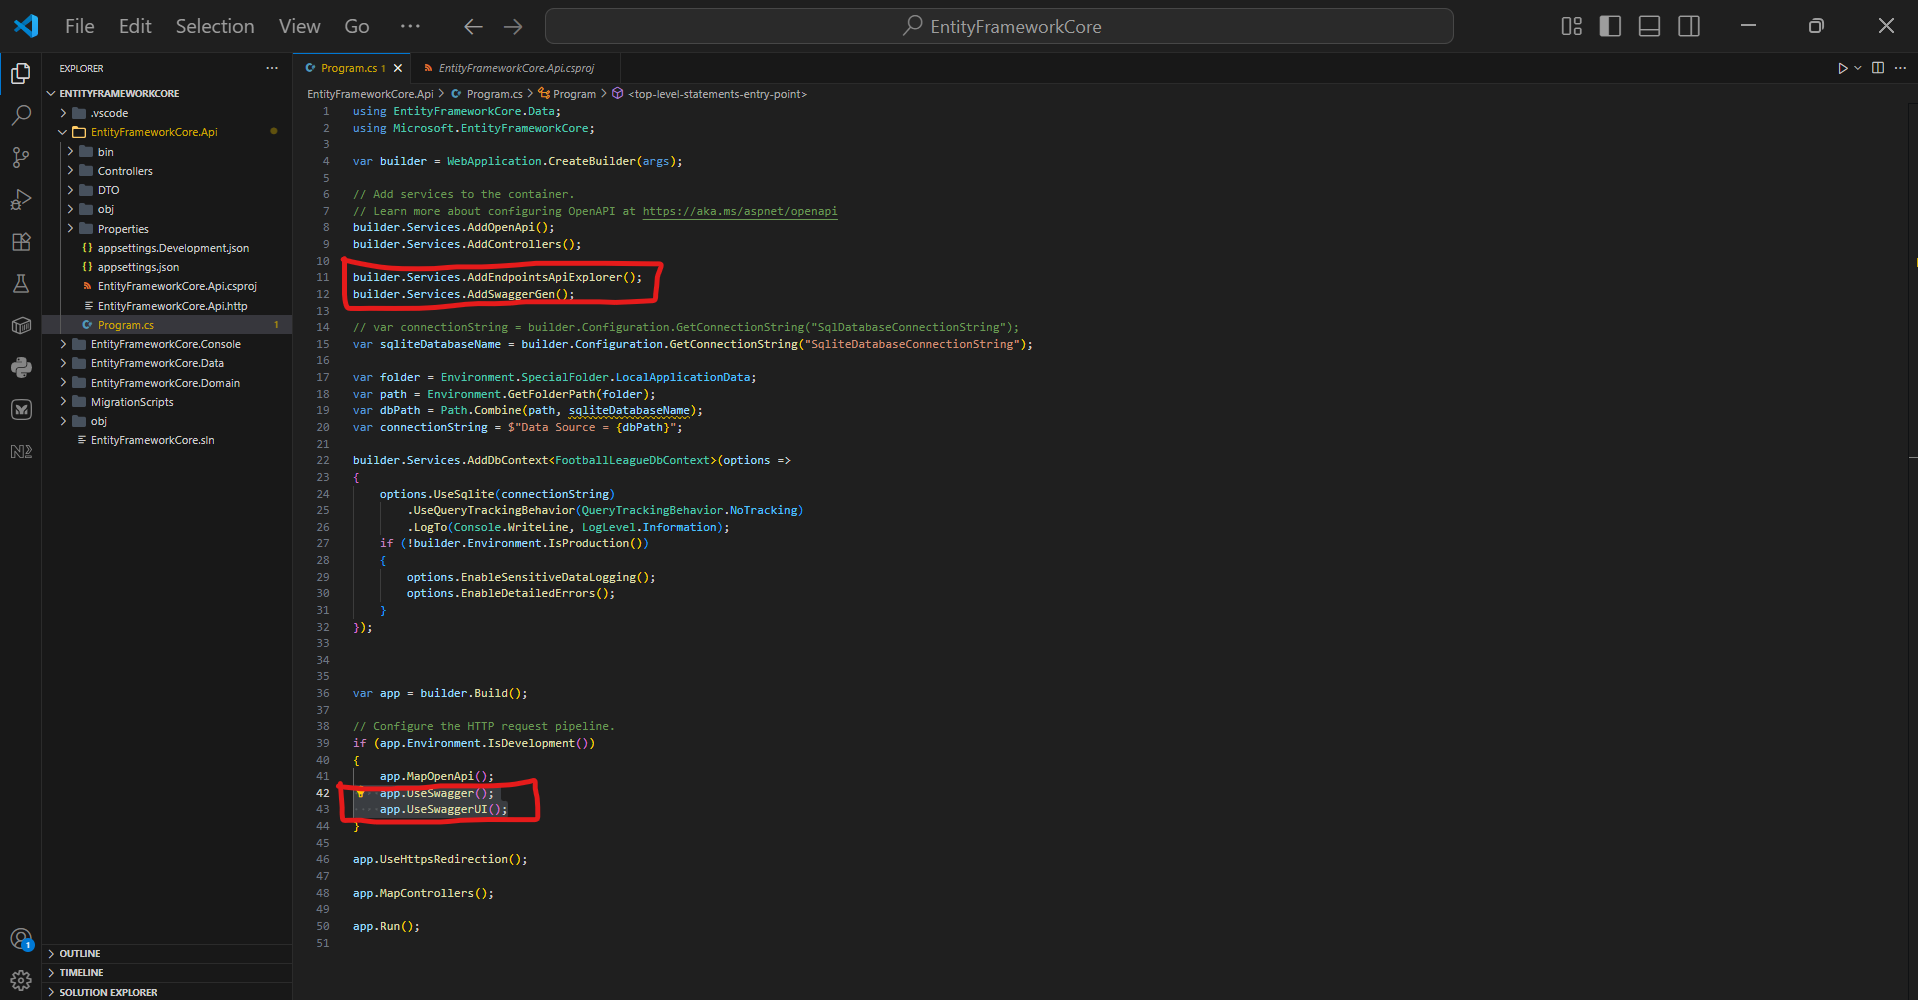 File Edit Selection View Go ··· EntityFrameworkCore
EXPLORER ···
ENTITYFRAMEWORKCORE
.vscode
EntityFrameworkCore.Api
bin
Controllers
DTO
obj
Properties
{} appsettings.Development.json
{} appsettings.json
EntityFrameworkCore.Api.csproj
EntityFrameworkCore.Api.http
Program.cs 1
EntityFrameworkCore.Console
EntityFrameworkCore.Data
EntityFrameworkCore.Domain
MigrationScripts
obj
EntityFrameworkCore.sln
N2
1
OUTLINE
TIMELINE
SOLUTION EXPLORER
Program.cs 1 EntityFrameworkCore.Api.csproj
EntityFrameworkCore.Api > Program.cs > Program > <top-level-statements-entry-point>
1 using EntityFrameworkCore.Data;
2 using Microsoft.EntityFrameworkCore;
3
4 var builder = WebApplication.CreateBuilder(args);
5
6 // Add services to the container.
7 // Learn more about configuring OpenAPI at https://aka.ms/aspnet/openapi
8 builder.Services.AddOpenApi();
9 builder.Services.AddControllers();
10
11 builder.Services.AddEndpointsApiExplorer();
12 builder.Services.AddSwaggerGen();
13
14 // var connectionString = builder.Configuration.GetConnectionString("SqlDatabaseConnectionString");
15 var sqliteDatabaseName = builder.Configuration.GetConnectionString("SqliteDatabaseConnectionString");
16
17 var folder = Environment.SpecialFolder.LocalApplicationData;
18 var path = Environment.GetFolderPath(folder);
19 var dbPath = Path.Combine(path, sqliteDatabaseName);
20 var connectionString = $"Data Source = {dbPath}";
21
22 builder.Services.AddDbContext<FootballLeagueDbContext>(options =>
23 {
24 options.UseSqlite(connectionString)
25 .UseQueryTrackingBehavior(QueryTrackingBehavior.NoTracking)
26 .LogTo(Console.WriteLine, LogLevel.Information);
27 if (!builder.Environment.IsProduction())
28 {
29 options.EnableSensitiveDataLogging();
30 options.EnableDetailedErrors();
31 }
32 });
33
34
35
36 var app = builder.Build();
37
38 // Configure the HTTP request pipeline.
39 if (app.Environment.IsDevelopment())
40 {
41 app.MapOpenApi();
42 app.UseSwagger();
43 app.UseSwaggerUI();
44 }
45
46 app.UseHttpsRedirection();
47
48 app.MapControllers();
49
50 app.Run();
51